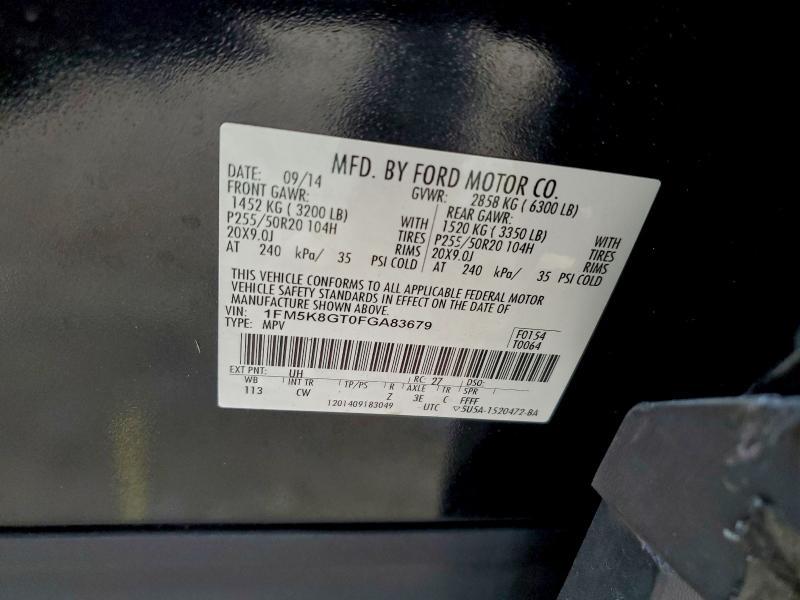 MFD. BY FORD MOTOR CO.
DATE: 09/14 GVWR: 2858 KG ( 6300 LB)
FRONT GAWR: REAR GAWR:
1452 KG ( 3200 LB) WITH 1520 KG ( 3350 LB) WITH
P255/50R20 104H TIRES P255/50R20 104H TIRES
20X9.0J RIMS 20X9.0J RIMS
AT 240 kPa/ 35 PSI COLD AT 240 kPa/ 35 PSI COLD
THIS VEHICLE CONFORMS TO ALL APPLICABLE FEDERAL MOTOR
VEHICLE SAFETY STANDARDS IN EFFECT ON THE DATE OF
MANUFACTURE SHOWN ABOVE.
VIN: 1FM5K8GT0FGA83679
TYPE: MPV
F0154
T0064
EXT PNT: UH RC: 27 DSO:
WB INT TR TP/PS R AXLE TR SPR
113 CW Z 3E C FFFF
1201409183049 UTC ▽5U5A-1520472-BA